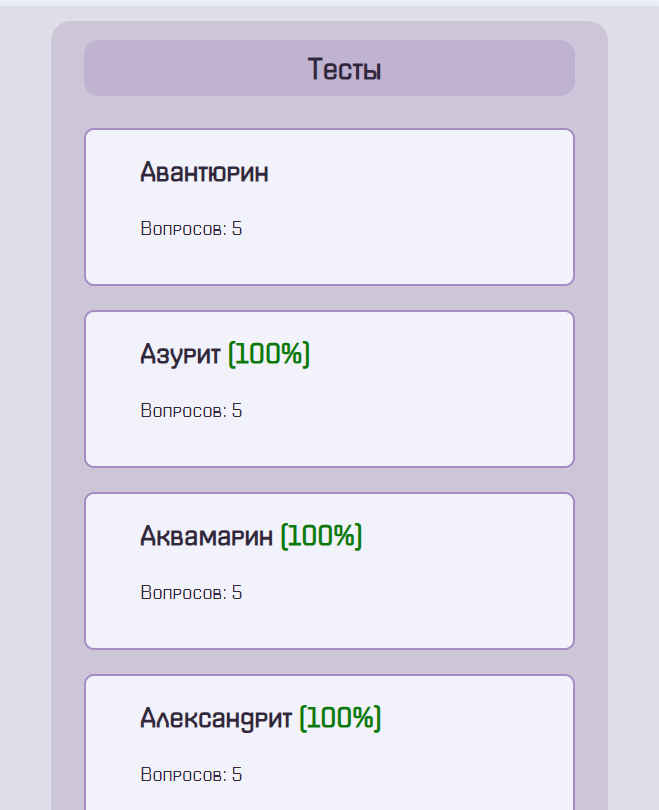 Тесты
Авантюрин
Вопросов: 5
Азурит (100%)
Вопросов: 5
Аквамарин (100%)
Вопросов: 5
Александрит (100%)
Вопросов: 5